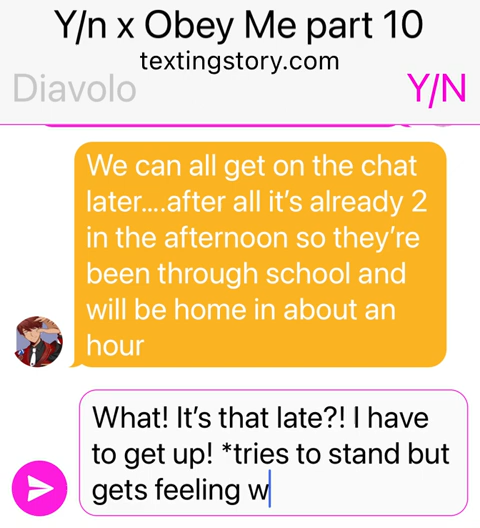 Y/n x Obey Me part 10
textingstory.com
Diavolo
Y/N
We can all get on the chat
later....after all it's already 2
in the afternoon so they're
been through school and
will be home in about an
hour
What! It's that late?! I have
to get up! *tries to stand but
gets feeling w